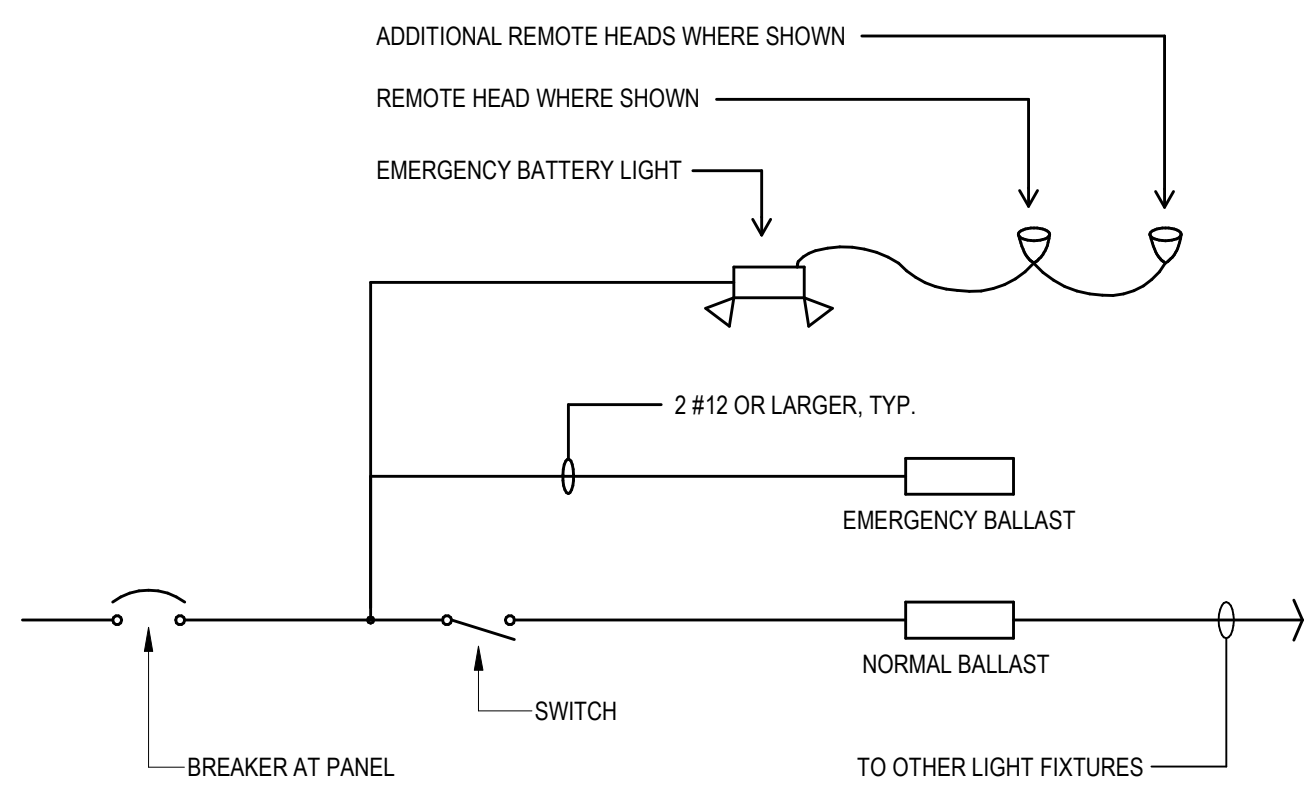 ADDITIONAL REMOTE HEADS WHERE SHOWN
REMOTE HEAD WHERE SHOWN
EMERGENCY BATTERY LIGHT
2 #12 OR LARGER, TYP.
EMERGENCY BALLAST
NORMAL BALLAST
SWITCH
BREAKER AT PANEL
TO OTHER LIGHT FIXTURES